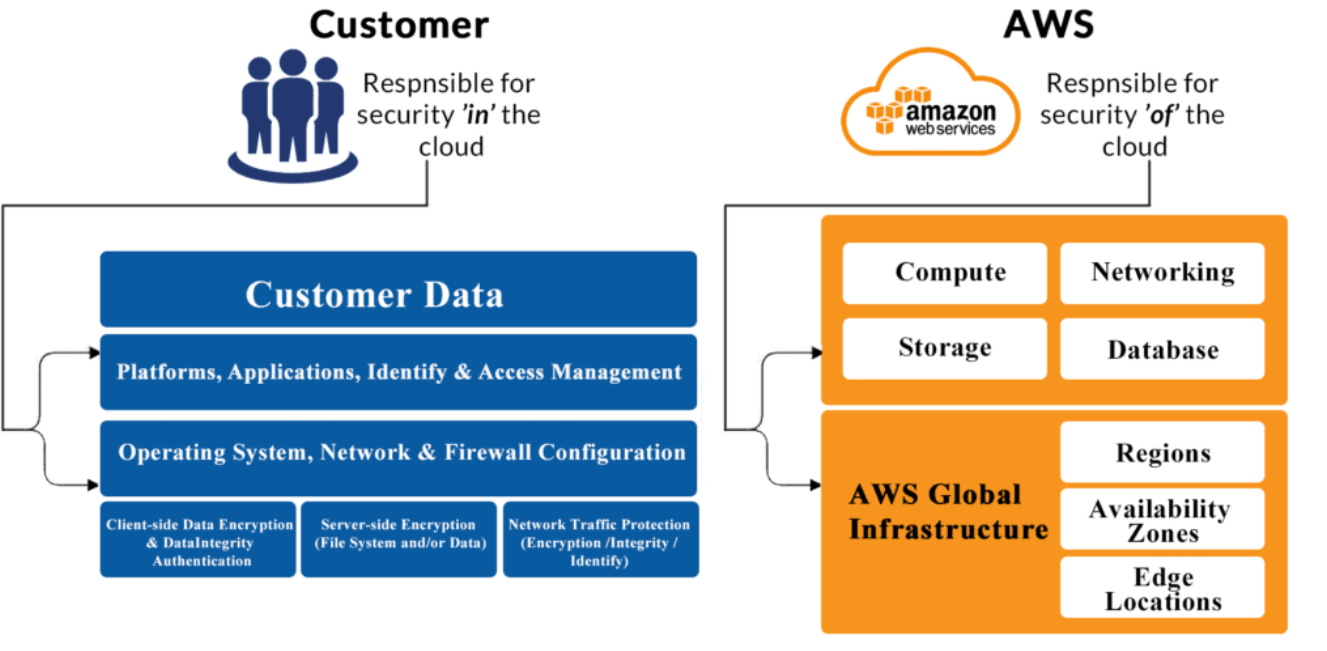 Customer
Respnsible for
security 'in' the
cloud
Customer Data
Platforms, Applications, Identify & Access Management
Operating System, Network & Firewall Configuration
Client-side Data Encryption
& DataIntegrity
Authentication
Server-side Encryption
(File System and/or Data)
Network Traffic Protection
(Encryption /Integrity /
Identify)
AWS
amazon
webservices
Respnsible for
security 'of' the
cloud
Compute
Networking
Storage
Database
AWS Global
Infrastructure
Regions
Availability
Zones
Edge
Locations